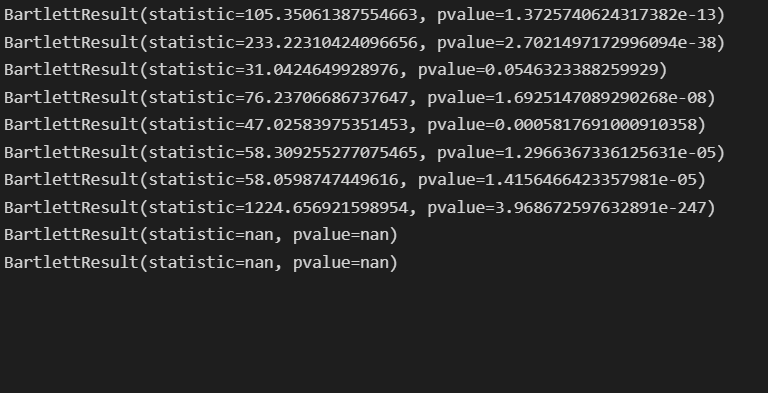 BartlettResult(statistic=105.35061387554663, pvalue=1.3725740624317382e-13)
BartlettResult(statistic=233.22310424096656, pvalue=2.7021497172996094e-38)
BartlettResult(statistic=31.0424649928976, pvalue=0.0546323388259929)
BartlettResult(statistic=76.23706686737647, pvalue=1.6925147089290268e-08)
BartlettResult(statistic=47.02583975351453, pvalue=0.0005817691000910358)
BartlettResult(statistic=58.309255277075465, pvalue=1.2966367336125631e-05)
BartlettResult(statistic=58.0598747449616, pvalue=1.4156466423357981e-05)
BartlettResult(statistic=1224.656921598954, pvalue=3.968672597632891e-247)
BartlettResult(statistic=nan, pvalue=nan)
BartlettResult(statistic=nan, pvalue=nan)